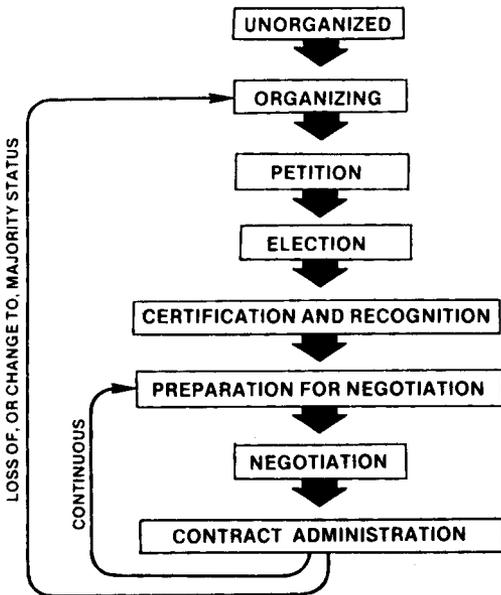 UNORGANIZED
ORGANIZING
PETITION
ELECTION
CERTIFICATION AND RECOGNITION
PREPARATION FOR NEGOTIATION
NEGOTIATION
CONTRACT ADMINISTRATION
LOSS OF, OR CHANGE TO, MAJORITY STATUS
CONTINUOUS